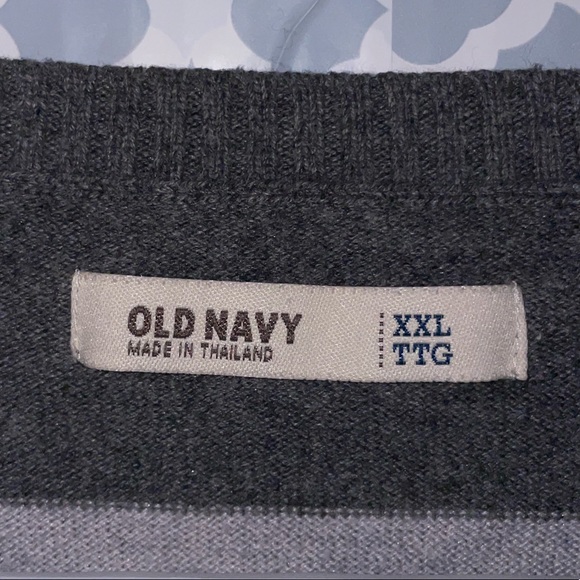 OLD NAVY
MADE IN THAILAND
XXL
TTG